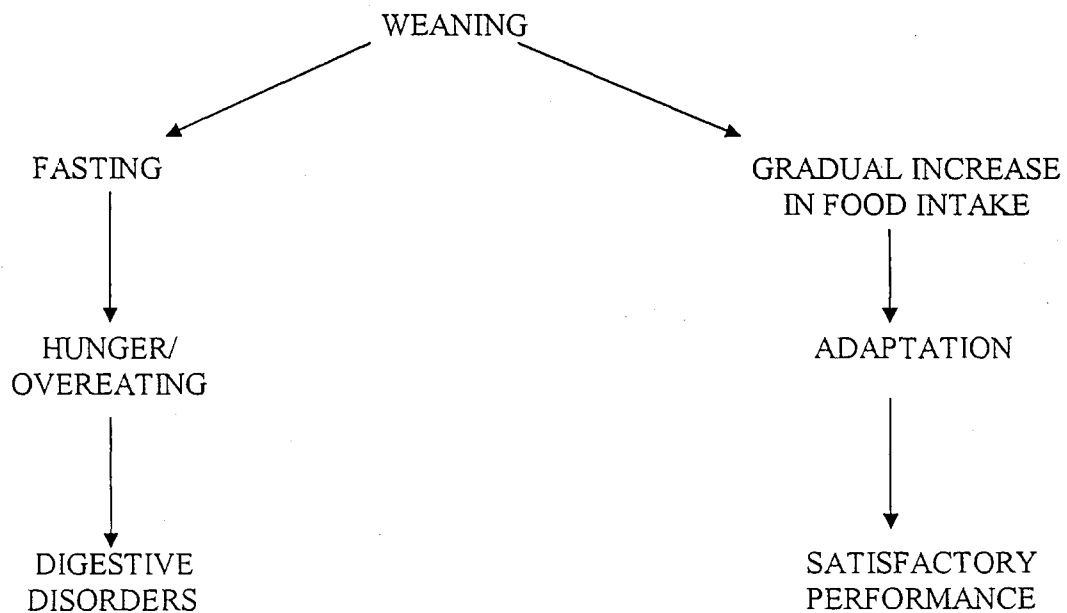 WEANING
FASTING
GRADUAL INCREASE
IN FOOD INTAKE
HUNGER/
OVEREATING
ADAPTATION
DIGESTIVE
DISORDERS
SATISFACTORY
PERFORMANCE